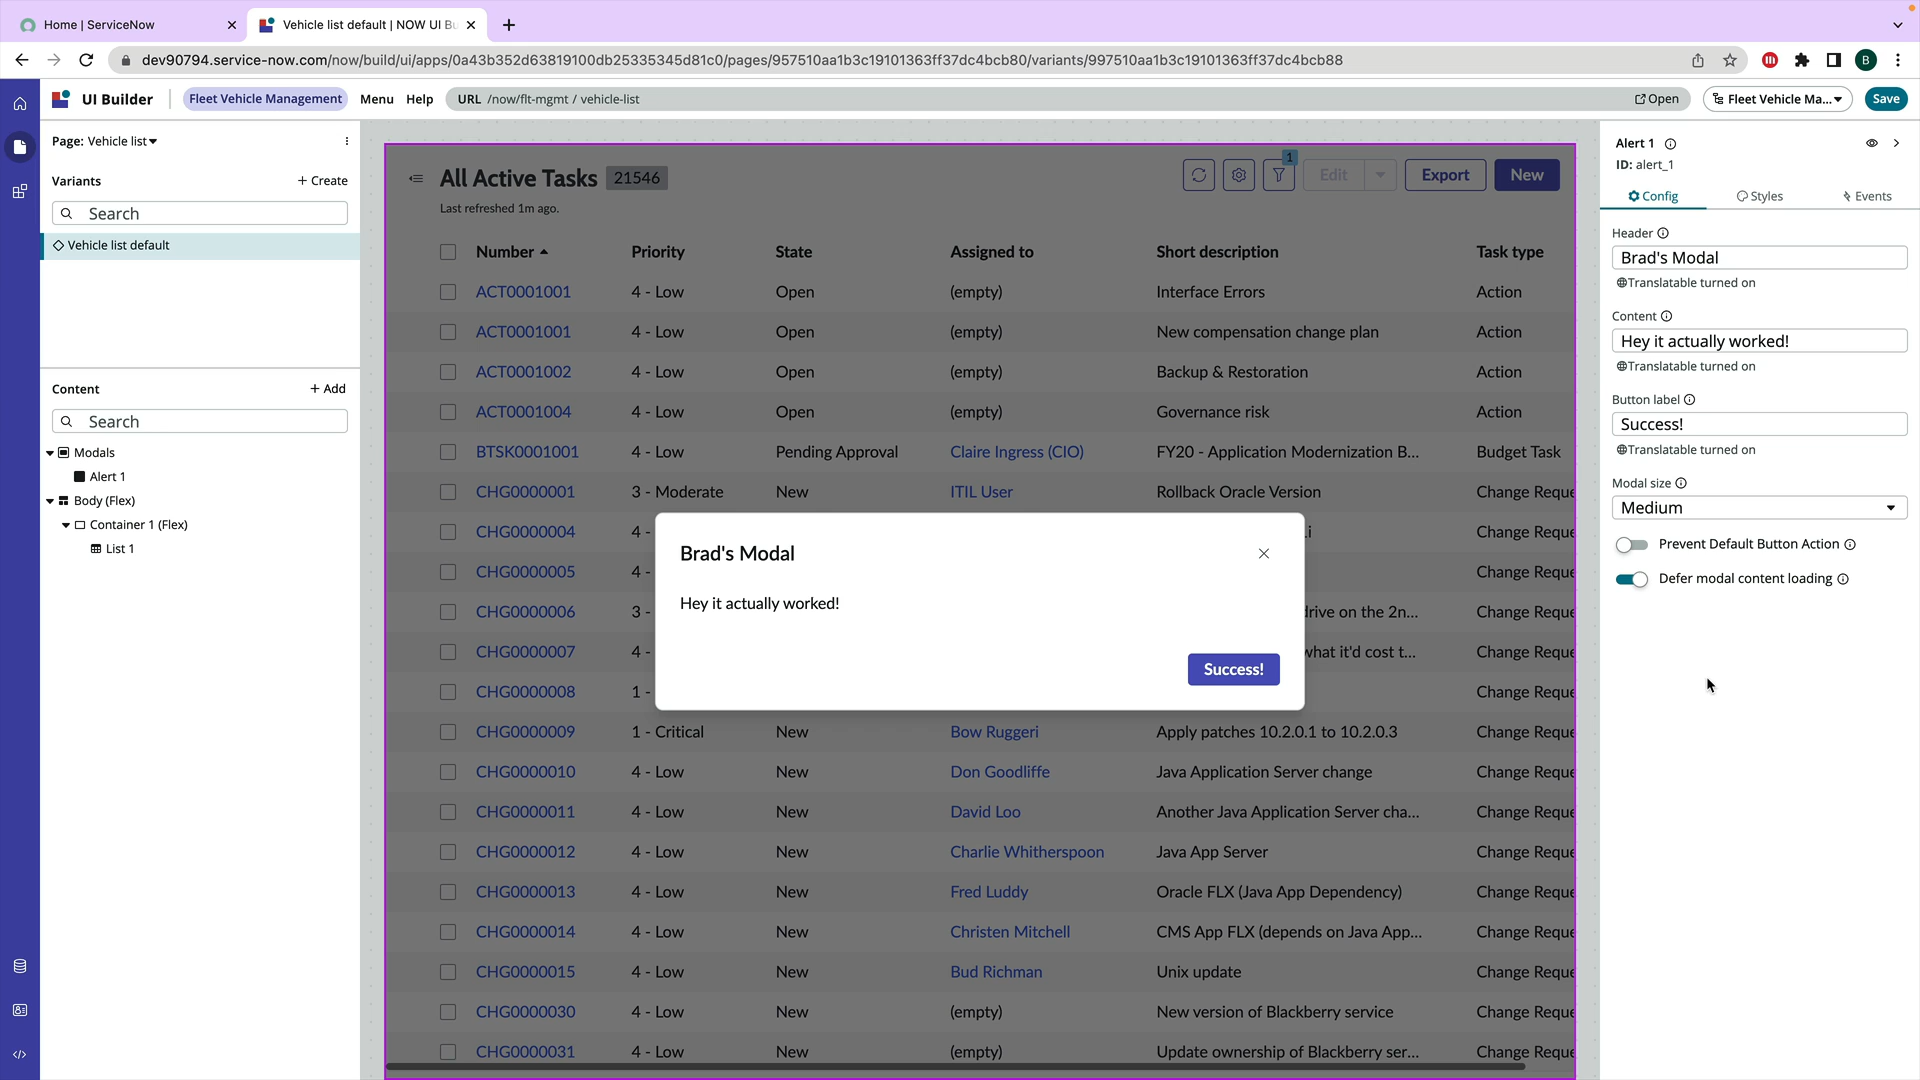 Home | ServiceNow
Vehicle list default | NOW UI Bu
dev90794.service-now.com/now/build/ui/apps/0a43b352d63819100db25335345d81c0/pages/957510aa1b3c19101363ff37dc4bcb80/variants/997510aa1b3c19101363ff37dc4bcb88
B
UI Builder
Fleet Vehicle Management
Menu
Help
URL /now/flt-mgmt / vehicle-list
Open
Fleet Vehicle Ma...
Save
Page: Vehicle list
Variants
+ Create
Search
Vehicle list default
Content
+ Add
Search
Modals
Alert 1
Body (Flex)
Container 1 (Flex)
List 1
All Active Tasks 21546
Last refreshed 1m ago.
1
Edit
Export
New
Number Priority State Assigned to Short description Task type
ACT0001001 4 - Low Open (empty) Interface Errors Action
ACT0001001 4 - Low Open (empty) New compensation change plan Action
ACT0001002 4 - Low Open (empty) Backup & Restoration Action
ACT0001004 4 - Low Open (empty) Governance risk Action
BTSK0001001 4 - Low Pending Approval Claire Ingress (CIO) FY20 - Application Modernization B... Budget Task
CHG0000001 3 - Moderate New ITIL User Rollback Oracle Version Change Reque
CHG0000004 4 - Change Reque
CHG0000005 4 - Change Reque
CHG0000006 3 - drive on the 2n... Change Reque
CHG0000007 4 - what it'd cost t... Change Reque
CHG0000008 1 - Change Reque
Brad's Modal
Hey it actually worked!
Success!
CHG0000009 1 - Critical New Bow Ruggeri Apply patches 10.2.0.1 to 10.2.0.3 Change Reque
CHG0000010 4 - Low New Don Goodliffe Java Application Server change Change Reque
CHG0000011 4 - Low New David Loo Another Java Application Server cha... Change Reque
CHG0000012 4 - Low New Charlie Whitherspoon Java App Server Change Reque
CHG0000013 4 - Low New Fred Luddy Oracle FLX (Java App Dependency) Change Reque
CHG0000014 4 - Low New Christen Mitchell CMS App FLX (depends on Java App... Change Reque
CHG0000015 4 - Low New Bud Richman Unix update Change Reque
CHG0000030 4 - Low New (empty) New version of Blackberry service Change Reque
CHG0000031 4 - Low New (empty) Update ownership of Blackberry ser... Change Reque
Alert 1
ID: alert_1
Config
Styles
Events
Header
Brad's Modal
Translatable turned on
Content
Hey it actually worked!
Translatable turned on
Button label
Success!
Translatable turned on
Modal size
Medium
Prevent Default Button Action
Defer modal content loading